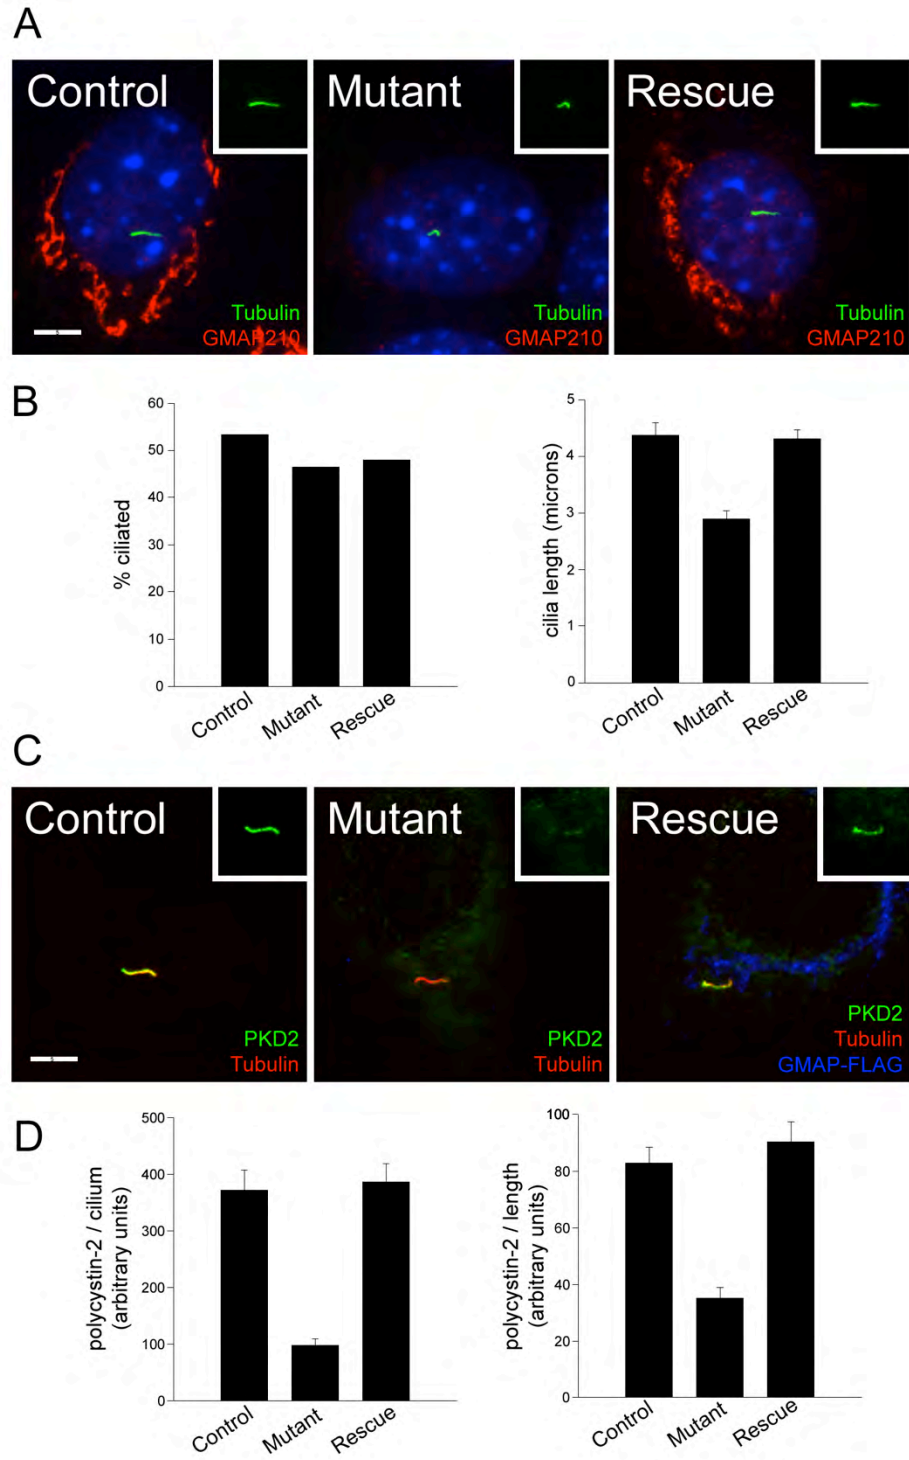 A
Control
Mutant
Rescue
Tubulin
GMAP210
Tubulin
GMAP210
Tubulin
GMAP210
B
% ciliated
60
50
40
30
20
10
0
Control
Mutant
Rescue
cilia length (microns)
5
4
3
2
1
0
Control
Mutant
Rescue
C
Control
Mutant
Rescue
PKD2
Tubulin
PKD2
Tubulin
PKD2
Tubulin
GMAP-FLAG
D
polycystin-2 / cilium
(arbitrary units)
500
400
300
200
100
0
Control
Mutant
Rescue
polycystin-2 / length
(arbitrary units)
100
80
60
40
20
0
Control
Mutant
Rescue